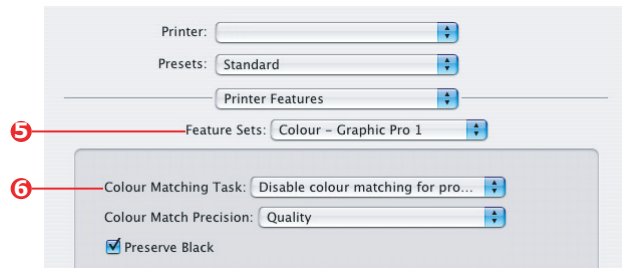 Printer:
Presets: Standard
Printer Features
5 Feature Sets: Colour – Graphic Pro 1
6 Colour Matching Task: Disable colour matching for pro...
Colour Match Precision: Quality
Preserve Black